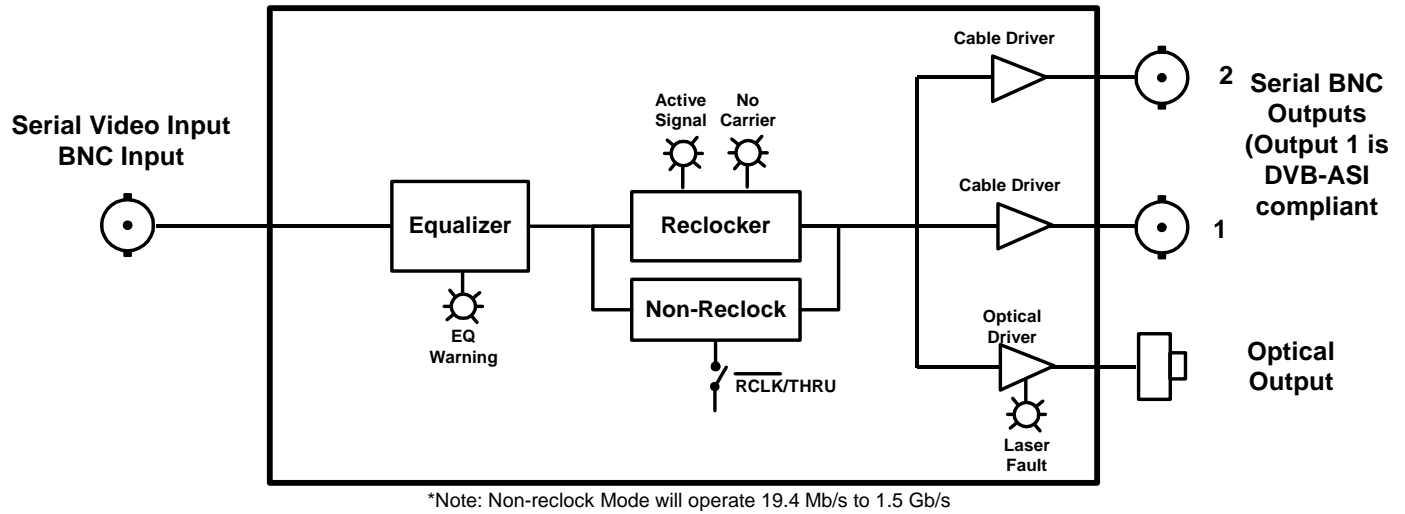 Serial Video Input
BNC Input
Equalizer
EQ
Warning
Active
Signal
No
Carrier
Reclocker
Non-Reclock
RCLK/THRU
Cable Driver
2
Cable Driver
1
Serial BNC
Outputs
(Output 1 is
DVB-ASI
compliant
Optical
Driver
Laser
Fault
Optical
Output
*Note: Non-reclock Mode will operate 19.4 Mb/s to 1.5 Gb/s